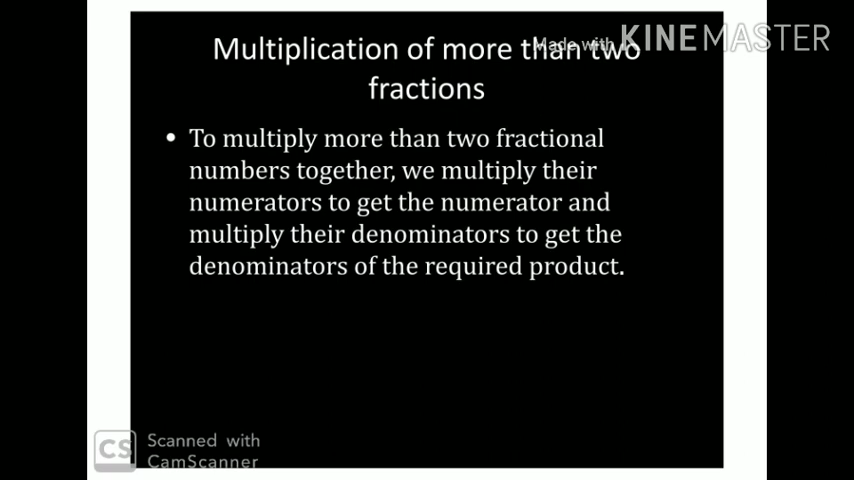 Multiplication of more than two
Made with KINEMASTER
fractions
• To multiply more than two fractional
numbers together, we multiply their
numerators to get the numerator and
multiply their denominators to get the
denominators of the required product.
CS Scanned with
CamScanner